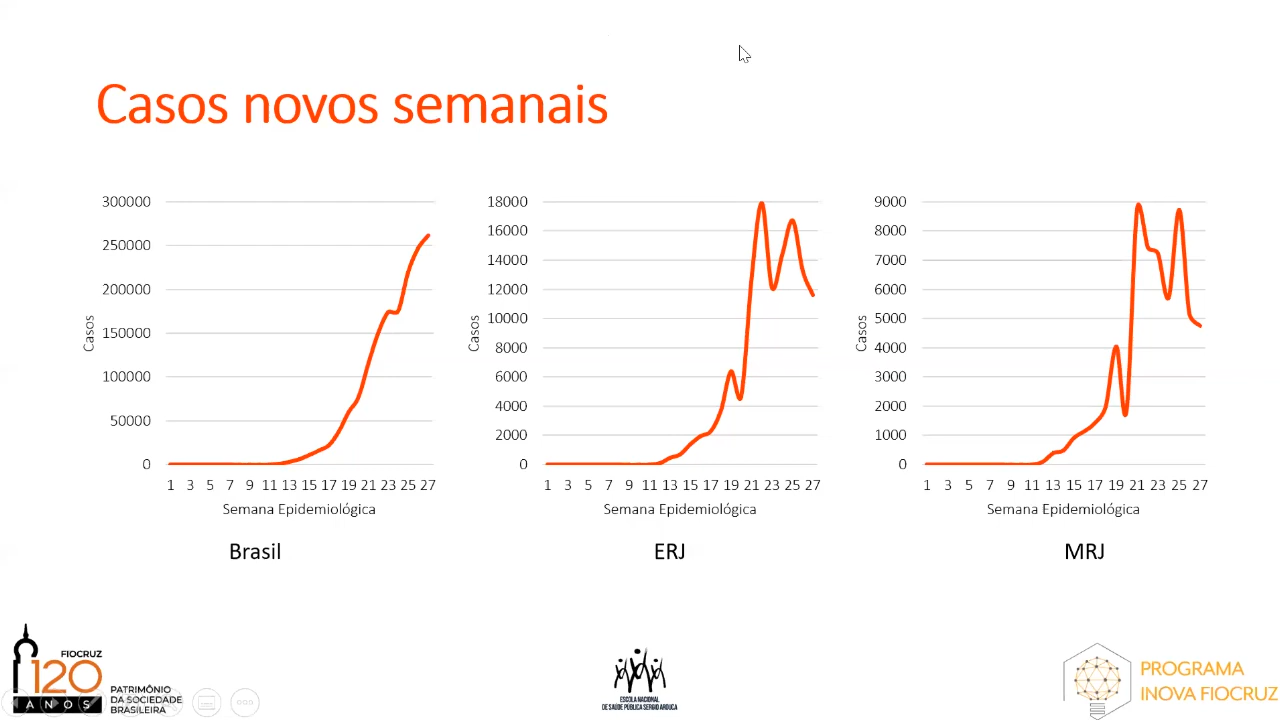 Casos novos semanais
300000
250000
200000
150000
100000
50000
0
Casos
1 3 5 7 9 11 13 15 17 19 21 23 25 27
Semana Epidemiológica
Brasil
18000
16000
14000
12000
10000
8000
6000
4000
2000
0
Casos
1 3 5 7 9 11 13 15 17 19 21 23 25 27
Semana Epidemiológica
ERJ
9000
8000
7000
6000
5000
4000
3000
2000
1000
0
Casos
1 3 5 7 9 11 13 15 17 19 21 23 25 27
Semana Epidemiológica
MRJ
FIOCRUZ
120
ANOS
PATRIMÔNIO
DA SOCIEDADE
BRASILEIRA
ESCOLA NACIONAL
DE SAÚDE PÚBLICA SERGIO AROUCA
PROGRAMA
INOVA FIOCRUZ